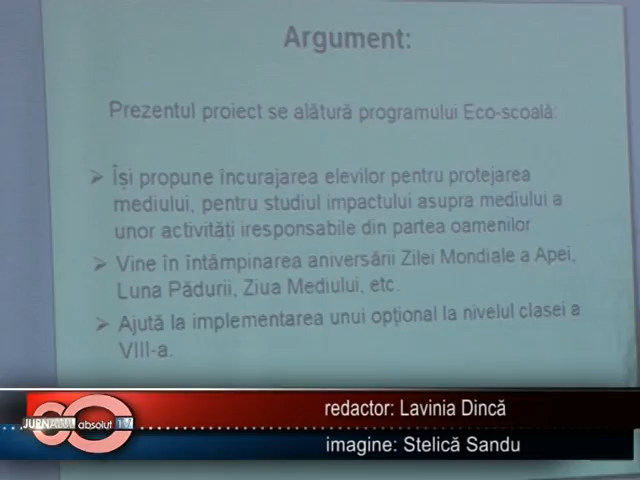 Argument:
Prezentul proiect se alătură programului Eco-scoală:
➢ Își propune încurajarea elevilor pentru protejarea
mediului, pentru studiul impactului asupra mediului a
unor activități iresponsabile din partea oamenilor
➢ Vine în întâmpinarea aniversării Zilei Mondiale a Apei,
Luna Pădurii, Ziua Mediului, etc.
➢ Ajută la implementarea unui opțional la nivelul clasei a
VIII-a.
redactor: Lavinia Dincă
JURNALUL absolut TV
imagine: Stelică Sandu